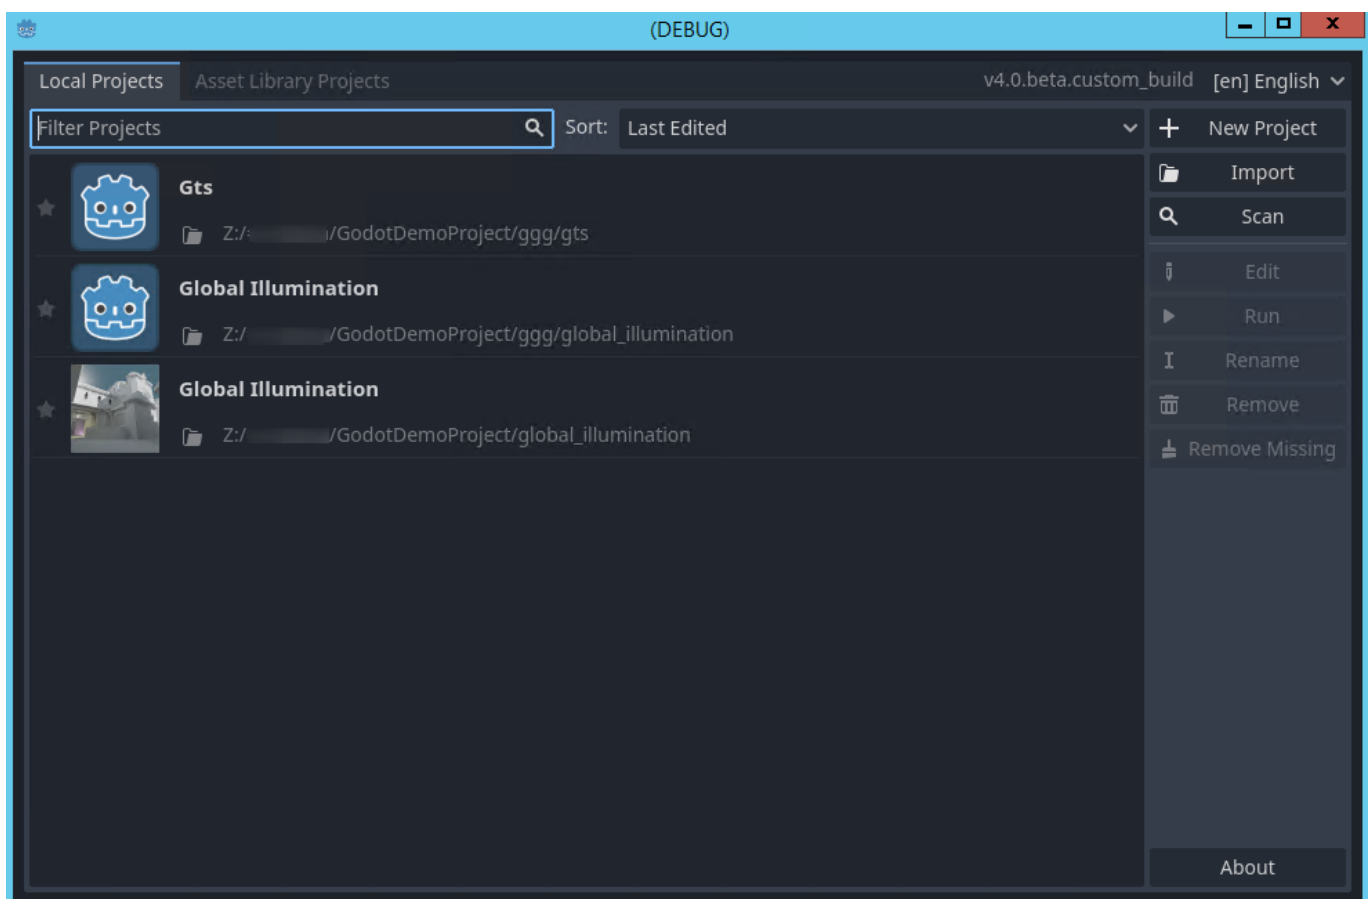 (DEBUG)
Local Projects Asset Library Projects v4.0.beta.custom_build [en] English
Filter Projects Sort: Last Edited New Project
Import
Scan
Edit
Run
Rename
Remove
Remove Missing
Gts
Z:/ /GodotDemoProject/ggg/gts
Global Illumination
Z:/ /GodotDemoProject/ggg/global_illumination
Global Illumination
Z:/ /GodotDemoProject/global_illumination
About